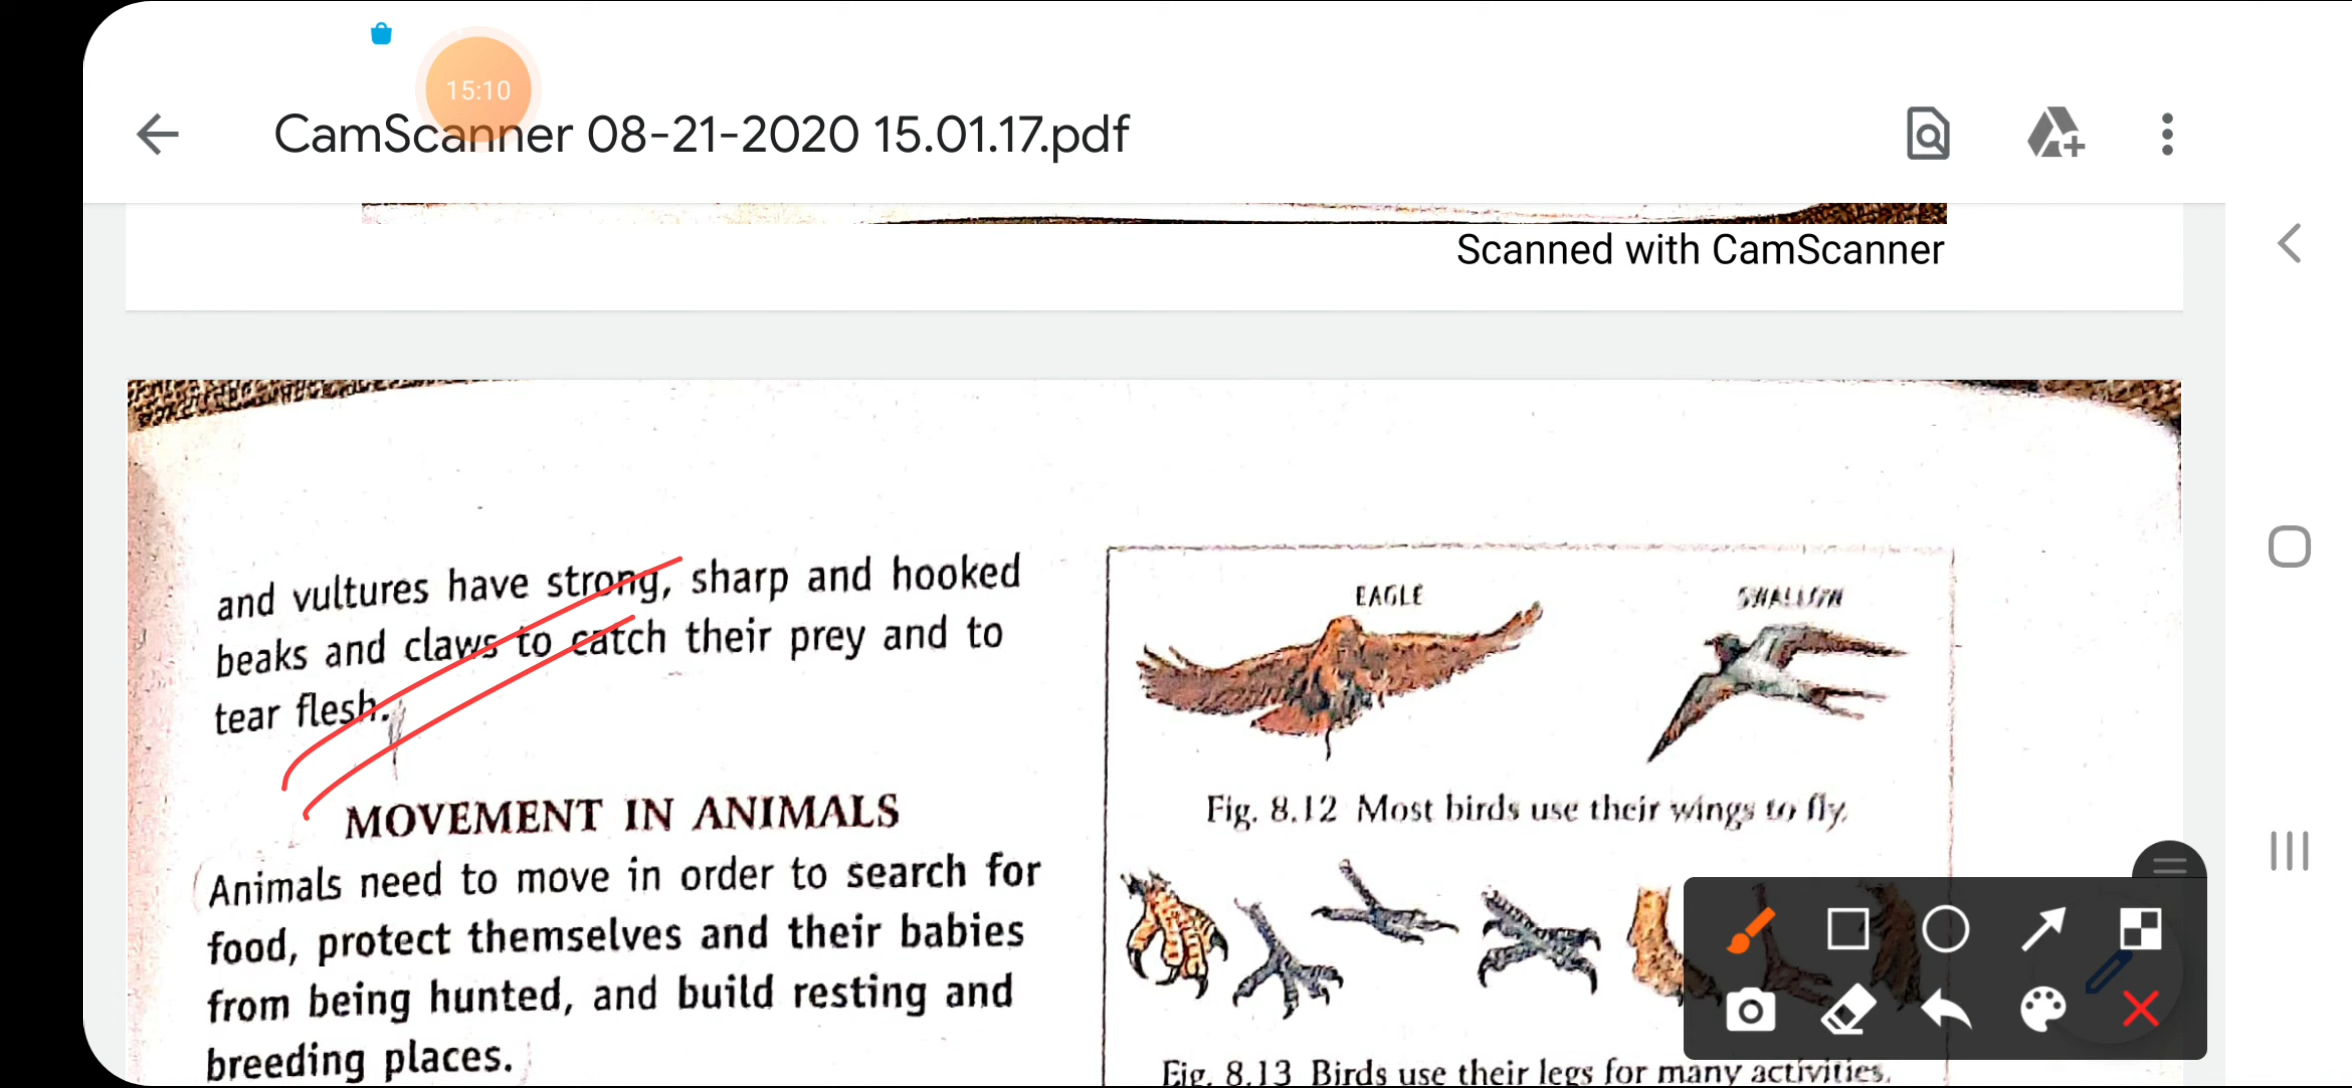 15:10
CamScanner 08-21-2020 15.01.17.pdf
Scanned with CamScanner
and vultures have strong, sharp and hooked
beaks and claws to catch their prey and to
tear flesh.
MOVEMENT IN ANIMALS
Animals need to move in order to search for
food, protect themselves and their babies
from being hunted, and build resting and
breeding places.
EAGLE
Fig. 8.12 Most birds use their wings to fly.
Fig. 8.13 Birds use their legs for many activities.